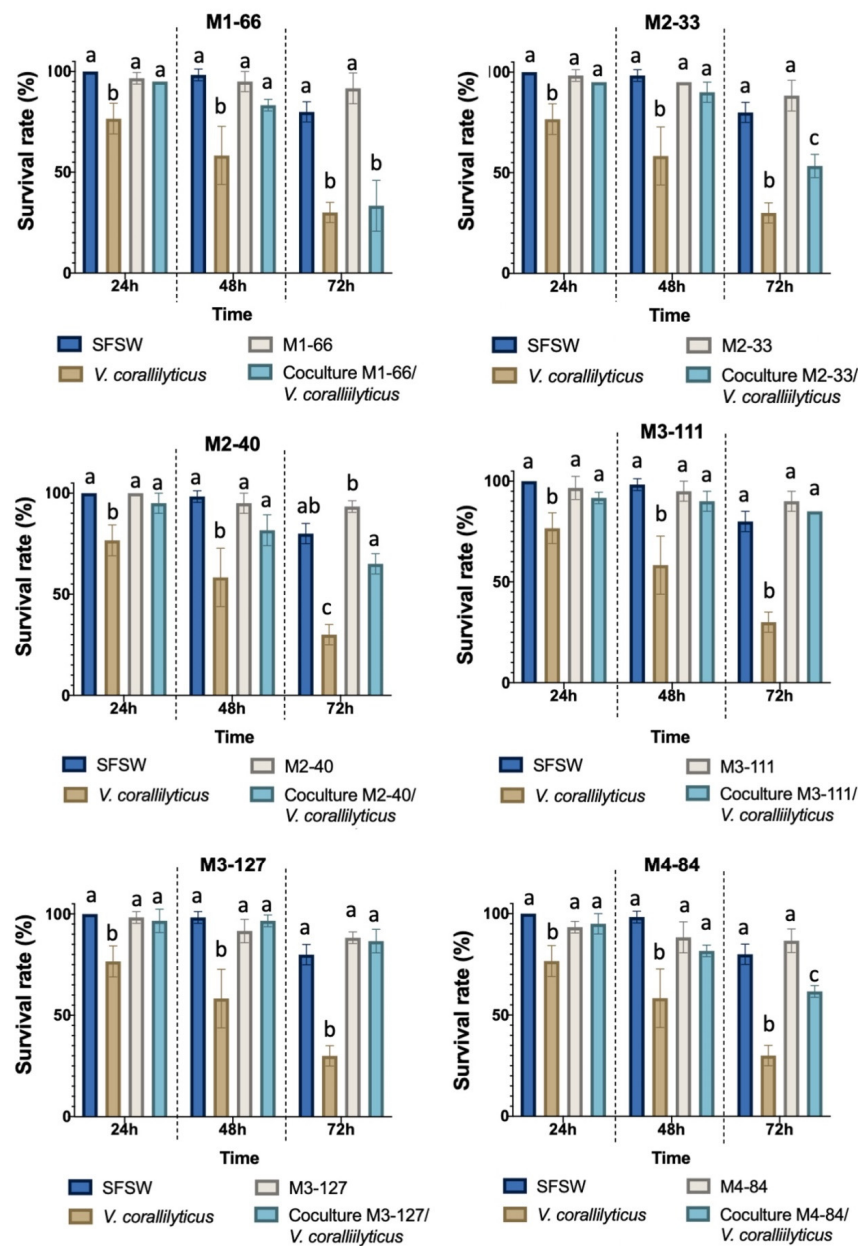 M1-66
a a a a a a a a a a
b b b b
Survival rate (%)
100
50
0
24h 48h 72h
Time
SFSW M1-66
V. corallilyticus Coculture M1-66/
V. coralliilyticus
M2-33
a a a a a a a a
b b b c
Survival rate (%)
100
50
0
24h 48h 72h
Time
SFSW M2-33
V. corallilyticus Coculture M2-33/
V. coralliilyticus
M2-40
a a a a a a ab b
b b c a
Survival rate (%)
100
50
0
24h 48h 72h
Time
SFSW M2-40
V. corallilyticus Coculture M2-40/
V. coralliilyticus
M3-111
a a a a a a a a a
b b b
Survival rate (%)
100
50
0
24h 48h 72h
Time
SFSW M3-111
V. corallilyticus Coculture M3-111/
V. coralliilyticus
M3-127
a a a a a a a a a
b b b
Survival rate (%)
100
50
0
24h 48h 72h
Time
SFSW M3-127
V. corallilyticus Coculture M3-127/
V. coralliilyticus
M4-84
a a a a a a a a
b b b c
Survival rate (%)
100
50
0
24h 48h 72h
Time
SFSW M4-84
V. corallilyticus Coculture M4-84/
V. coralliilyticus